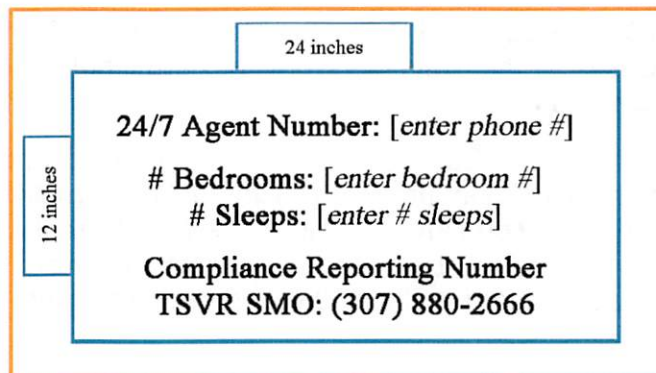 24 inches
12 inches
24/7 Agent Number: [enter phone #]
# Bedrooms: [enter bedroom #]
# Sleeps: [enter # sleeps]
Compliance Reporting Number
TSVR SMO: (307) 880-2666